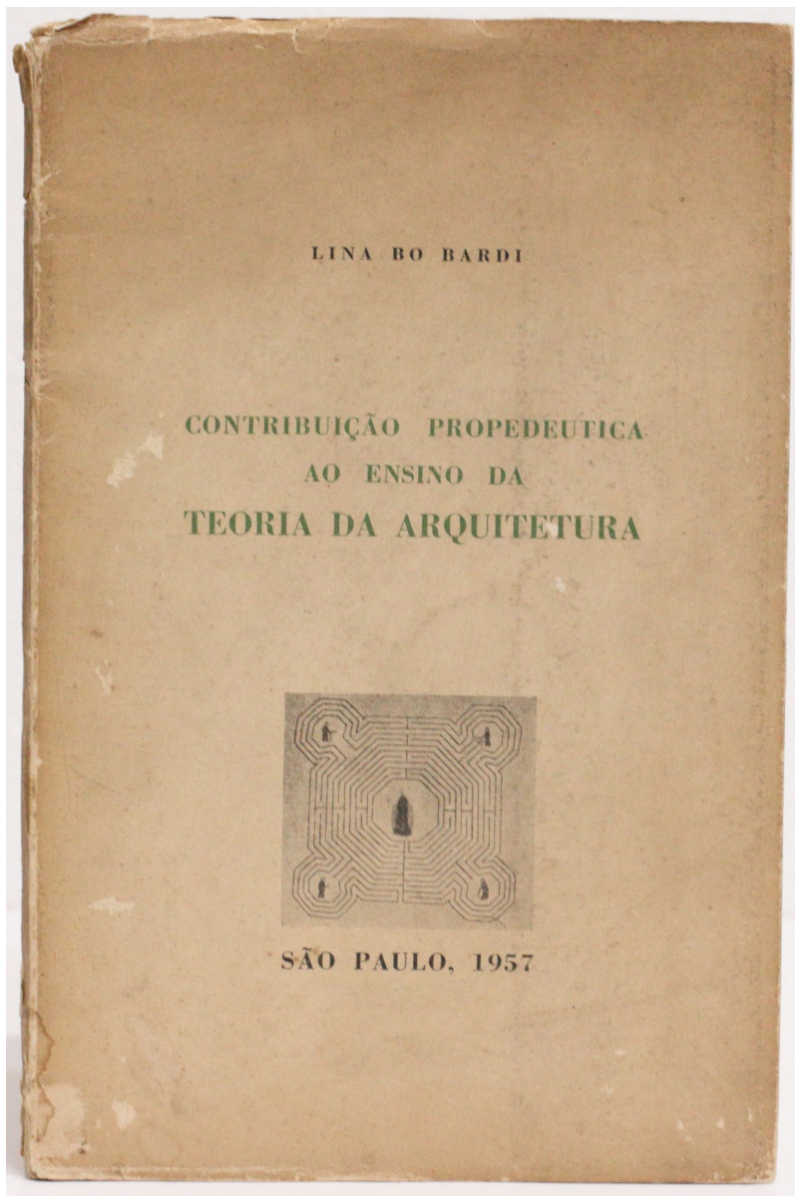 LINA BO BARDI
CONTRIBUIÇÃO PROPEDEUTICA
AO ENSINO DA
TEORIA DA ARQUITETURA
SÃO PAULO, 1957